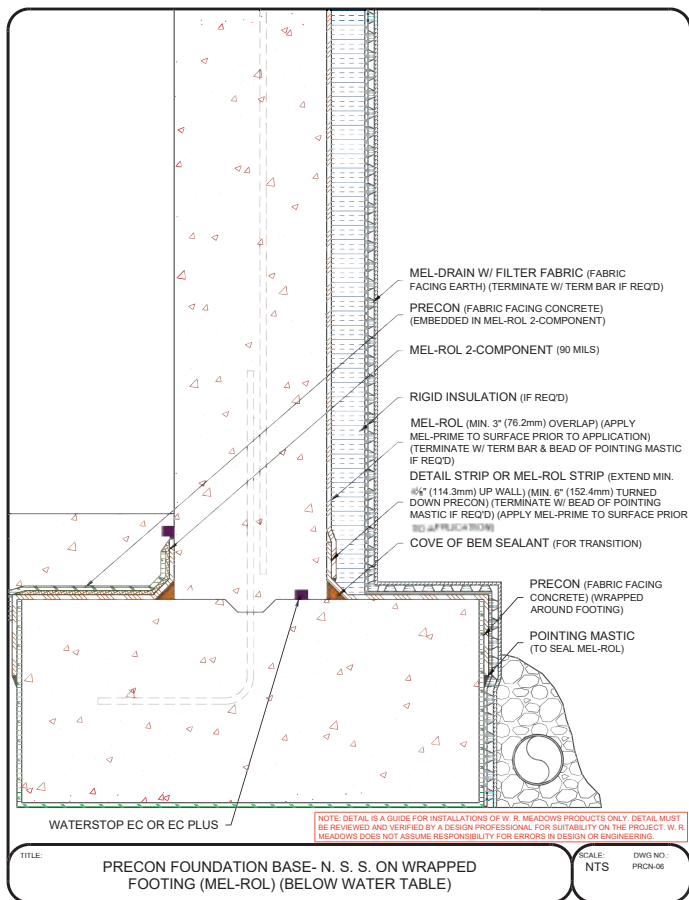 MEL-DRAIN W/ FILTER FABRIC (FABRIC
FACING EARTH) (TERMINATE W/ TERM BAR IF REQ'D)
PRECON (FABRIC FACING CONCRETE)
(EMBEDDED IN MEL-ROL 2-COMPONENT)
MEL-ROL 2-COMPONENT (90 MILS)
RIGID INSULATION (IF REQ'D)
MEL-ROL (MIN. 3" (76.2mm) OVERLAP) (APPLY
MEL-PRIME TO SURFACE PRIOR TO APPLICATION)
(TERMINATE W/ TERM BAR & BEAD OF POINTING MASTIC
IF REQ'D)
DETAIL STRIP OR MEL-ROL STRIP (EXTEND MIN.
(114.3mm) UP WALL) (MIN. 6" (152.4mm) TURNED
DOWN PRECON) (TERMINATE W/ BEAD OF POINTING
MASTIC IF REQ'D) (APPLY MEL-PRIME TO SURFACE PRIOR
TO APPLICATION)
COVE OF BEM SEALANT (FOR TRANSITION)
PRECON (FABRIC FACING
CONCRETE) (WRAPPED
AROUND FOOTING)
POINTING MASTIC
(TO SEAL MEL-ROL)
WATERSTOP EC OR EC PLUS
NOTE: DETAIL IS A GUIDE FOR INSTALLATIONS OF W. R. MEADOWS PRODUCTS ONLY. DETAIL MUST
BE REVIEWED AND VERIFIED BY A DESIGN PROFESSIONAL FOR SUITABILITY ON THE PROJECT. W. R.
MEADOWS DOES NOT ASSUME RESPONSIBILITY FOR ERRORS IN DESIGN OR ENGINEERING.
TITLE:
PRECON FOUNDATION BASE- N. S. S. ON WRAPPED
FOOTING (MEL-ROL) (BELOW WATER TABLE)
SCALE:
NTS
DWG NO.:
PRCN-06